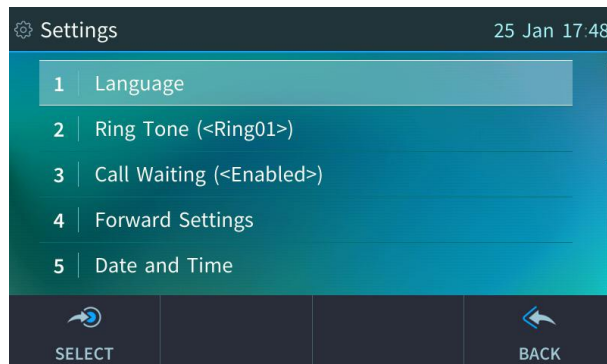 Settings
25 Jan 17:48
1 Language
2 Ring Tone (<Ring01>)
3 Call Waiting (<Enabled>)
4 Forward Settings
5 Date and Time
SELECT
BACK